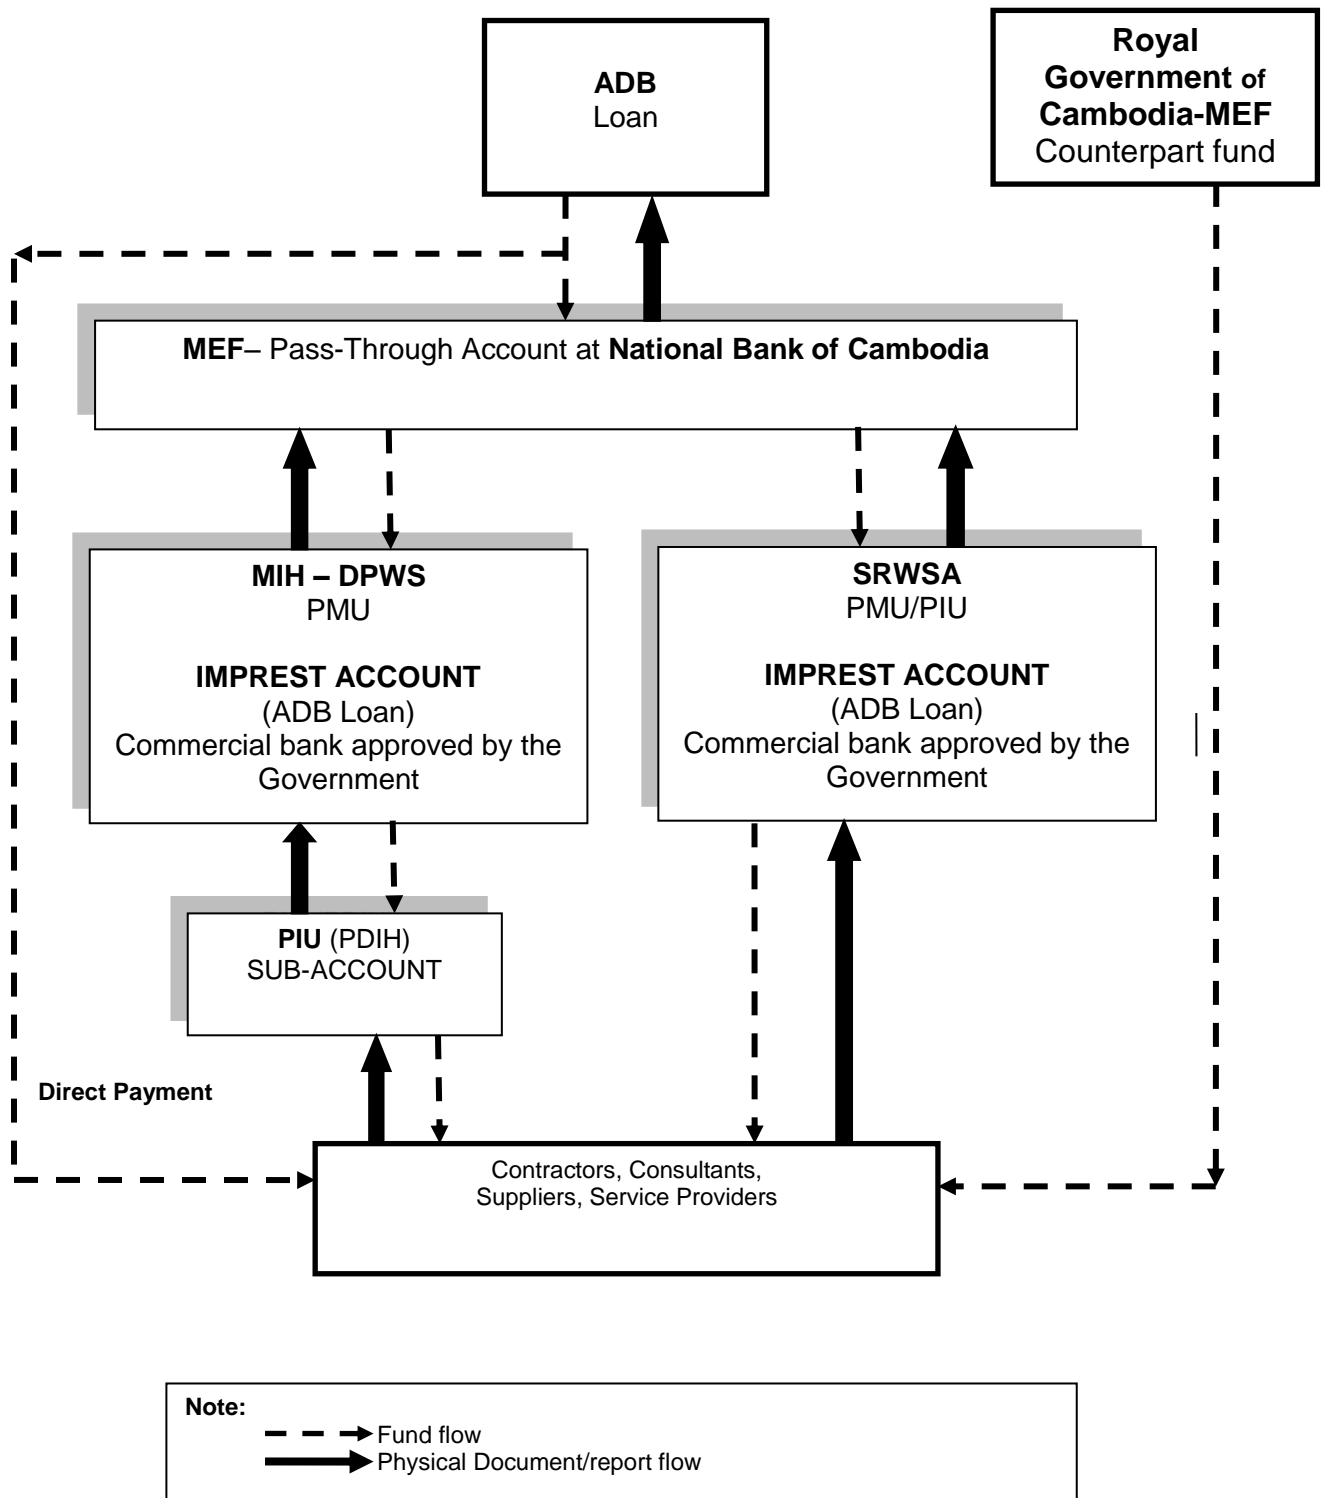 ADB
Loan
Royal
Government of
Cambodia-MEF
Counterpart fund
MEF– Pass-Through Account at National Bank of Cambodia
MIH – DPWS
PMU
IMPREST ACCOUNT
(ADB Loan)
Commercial bank approved by the
Government
SRWSA
PMU/PIU
IMPREST ACCOUNT
(ADB Loan)
Commercial bank approved by the
Government
PIU (PDIH)
SUB-ACCOUNT
Direct Payment
Contractors, Consultants,
Suppliers, Service Providers
Note:
Fund flow
Physical Document/report flow